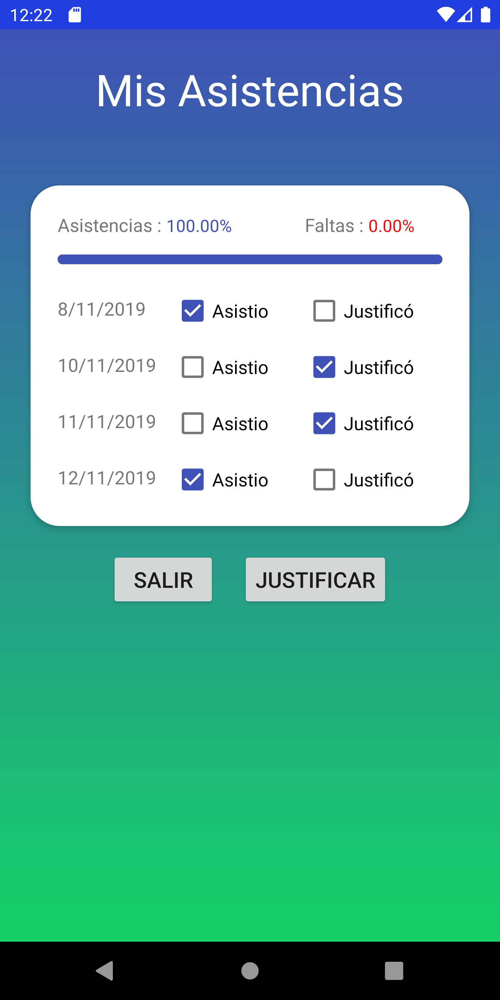 12:22
Mis Asistencias
Asistencias : 100.00% Faltas : 0.00%
8/11/2019 Asistio Justificó
10/11/2019 Asistio Justificó
11/11/2019 Asistio Justificó
12/11/2019 Asistio Justificó
SALIR JUSTIFICAR